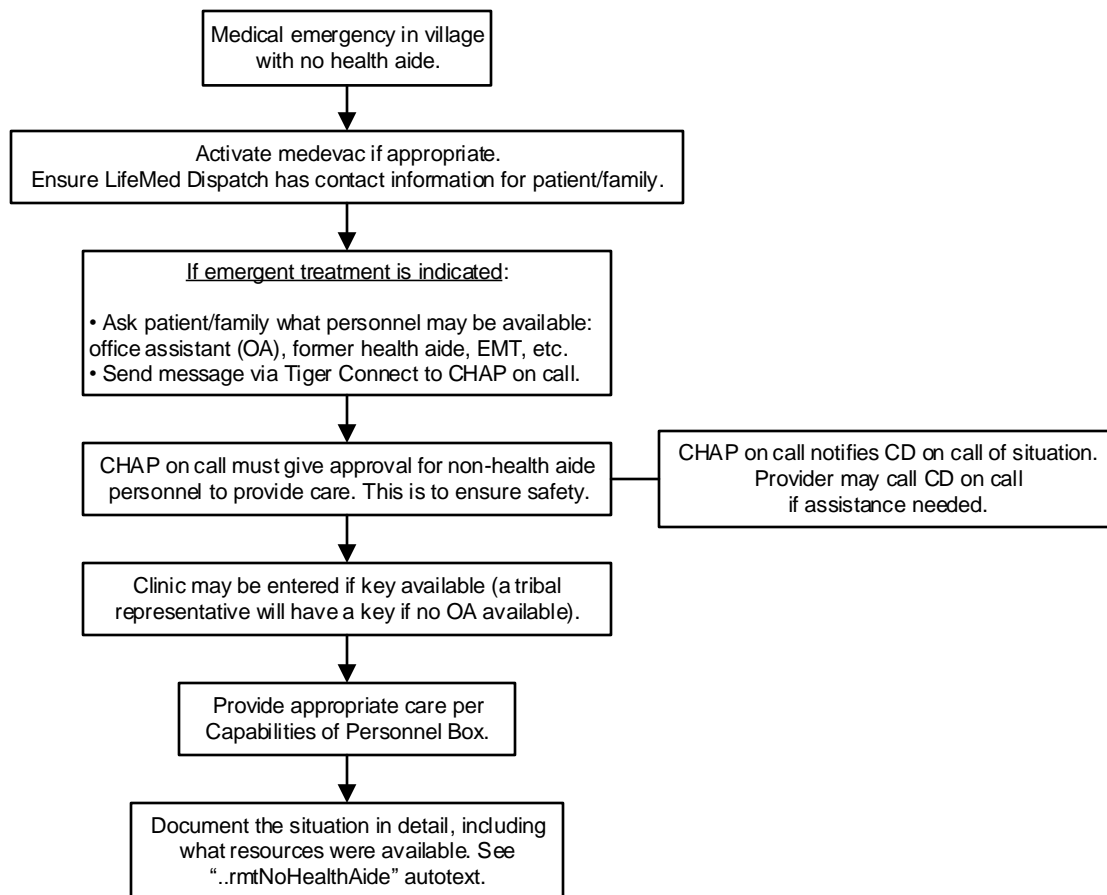 Medical emergency in village
with no health aide.
Activate medevac if appropriate.
Ensure LifeMed Dispatch has contact information for patient/family.
If emergent treatment is indicated:
• Ask patient/family what personnel may be available:
office assistant (OA), former health aide, EMT, etc.
• Send message via Tiger Connect to CHAP on call.
CHAP on call must give approval for non-health aide
personnel to provide care. This is to ensure safety.
CHAP on call notifies CD on call of situation.
Provider may call CD on call
if assistance needed.
Clinic may be entered if key available (a tribal
representative will have a key if no OA available).
Provide appropriate care per
Capabilities of Personnel Box.
Document the situation in detail, including
what resources were available. See
“..rmtNoHealthAide” autotext.